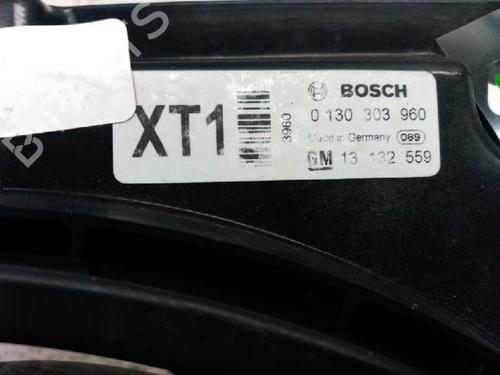 XT1
3960
BOSCH
0 130 303 960
Made in Germany 089
GM 13 132 559